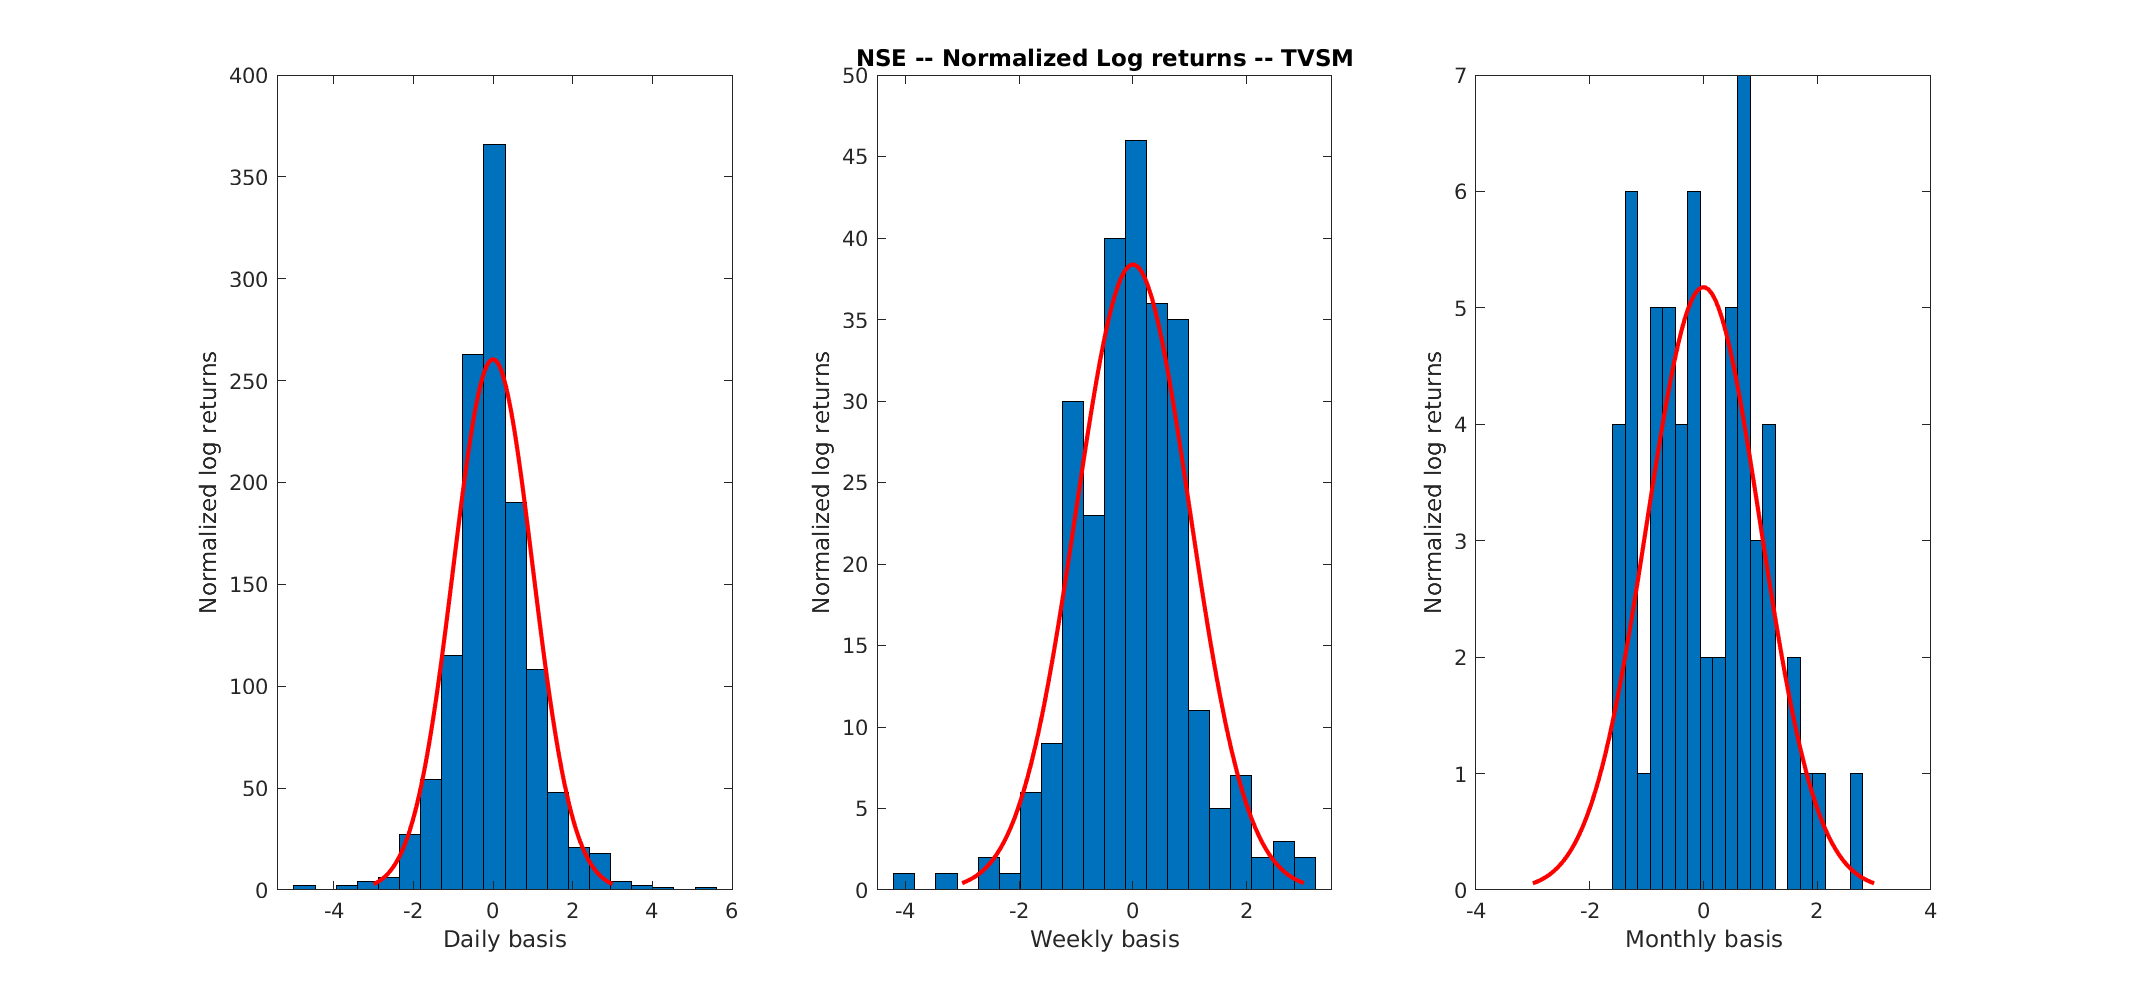 NSE -- Normalized Log returns -- TVSM
400
350
300
250
200
150
100
50
0
-4 -2 0 2 4 6
Normalized log returns
Daily basis
50
45
40
35
30
25
20
15
10
5
0
-4 -2 0 2
Normalized log returns
Weekly basis
7
6
5
4
3
2
1
0
-4 -2 0 2 4
Normalized log returns
Monthly basis